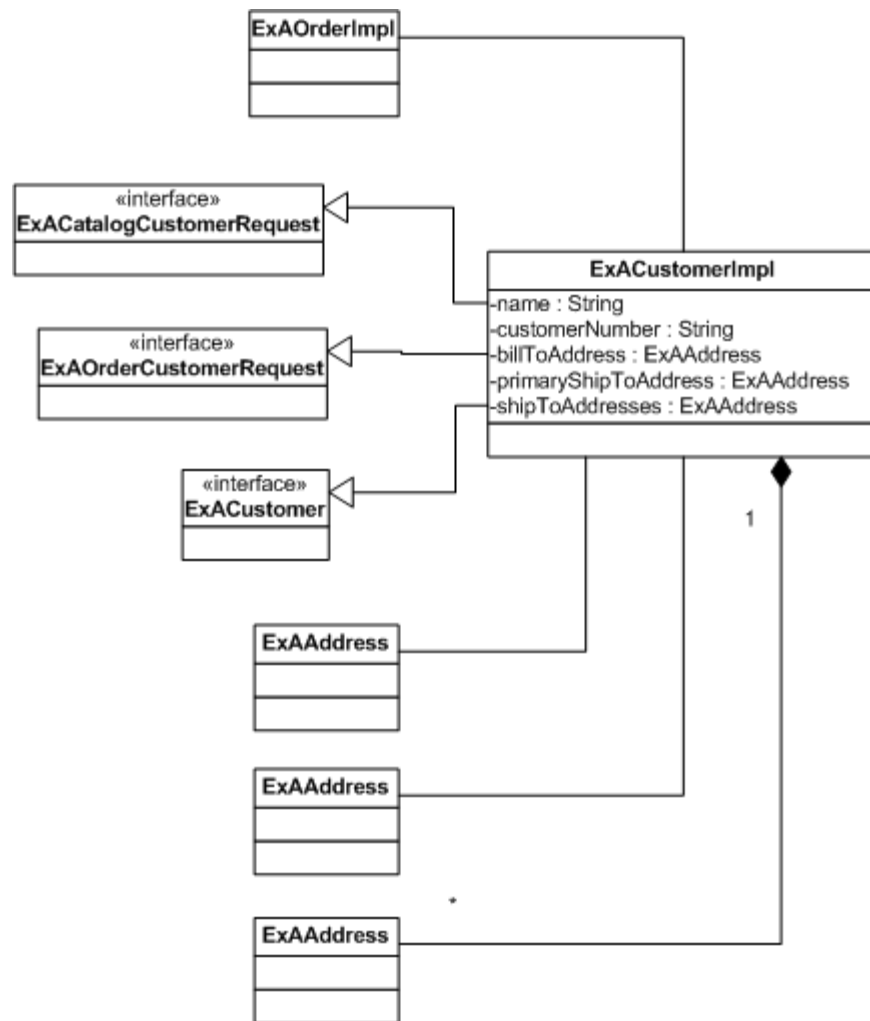 ExAOrderImpl
«interface»
ExACatalogCustomerRequest
ExACustomerImpl
-name : String
-customerNumber : String
-billToAddress : ExAAddress
-primaryShipToAddress : ExAAddress
-shipToAddresses : ExAAddress
«interface»
ExAOrderCustomerRequest
«interface»
ExACustomer
1
ExAAddress
ExAAddress
*
ExAAddress